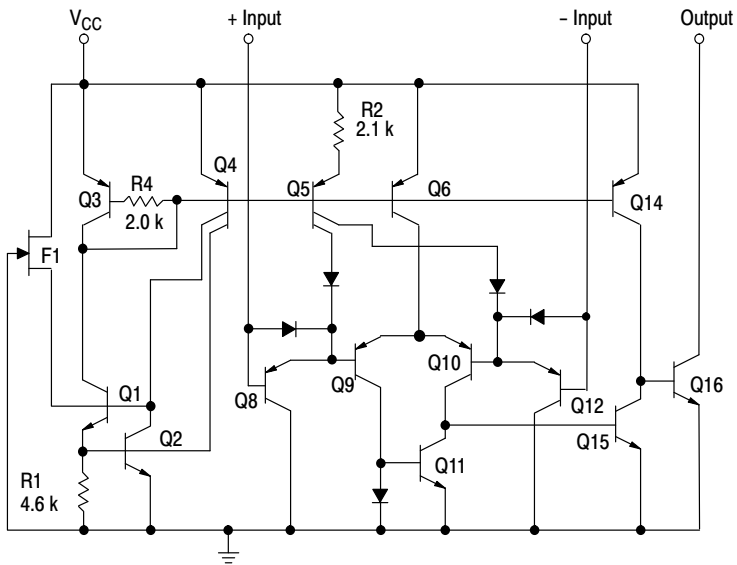 V_CC
+ Input
– Input
Output
R2
2.1 k
Q3
R4
2.0 k
Q4
Q5
Q6
Q14
F1
Q1
Q2
Q8
Q9
Q10
Q12
Q16
Q15
Q11
R1
4.6 k